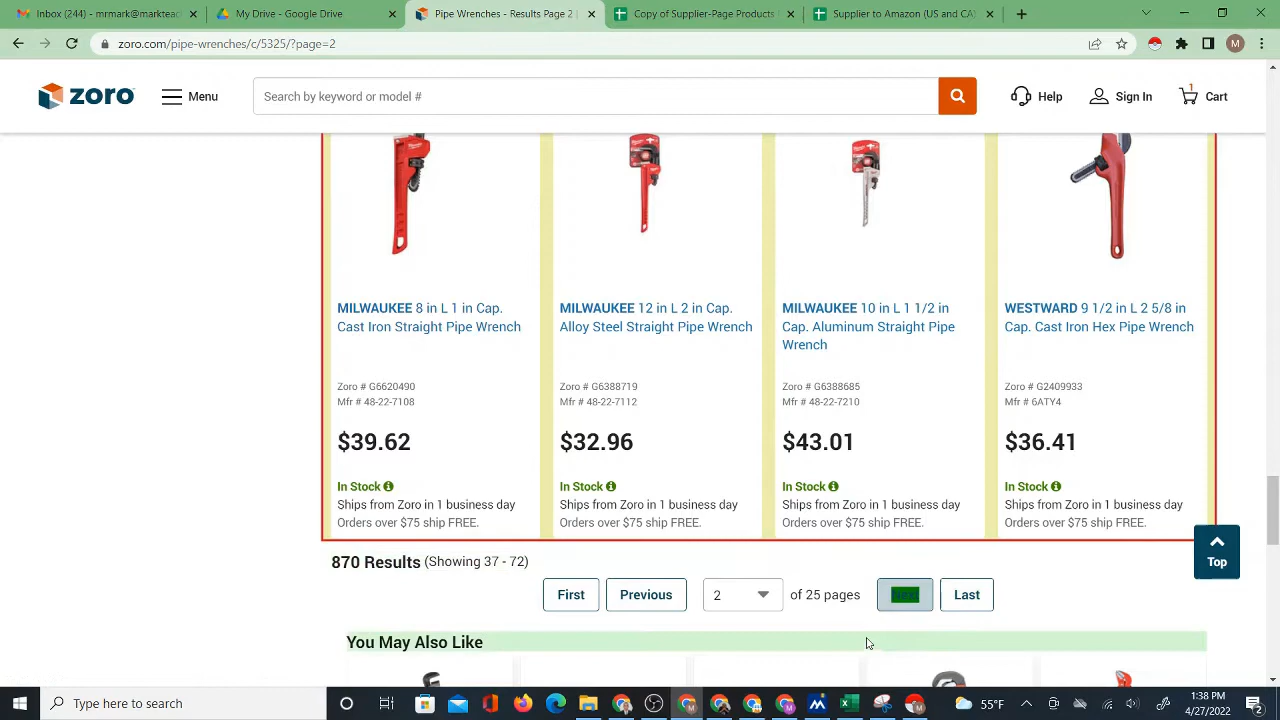 (39) - mrmark@markteac
My Drive - Google Drive
Pipe Wrenches - Results Page 2 |
Copy of Supplier-Page Products I
Supplier to Amazon (US and CA)
zoro.com/pipe-wrenches/c/5325/?page=2
M
zoro
Menu
Search by keyword or model #
Help
Sign In
1
Cart
MILWAUKEE 8 in L 1 in Cap.
Cast Iron Straight Pipe Wrench
Zoro # G6620490
Mfr # 48-22-7108
$39.62
In Stock
Ships from Zoro in 1 business day
Orders over $75 ship FREE.
MILWAUKEE 12 in L 2 in Cap.
Alloy Steel Straight Pipe Wrench
Zoro # G6388719
Mfr # 48-22-7112
$32.96
In Stock
Ships from Zoro in 1 business day
Orders over $75 ship FREE.
MILWAUKEE 10 in L 1 1/2 in
Cap. Aluminum Straight Pipe
Wrench
Zoro # G6388685
Mfr # 48-22-7210
$43.01
In Stock
Ships from Zoro in 1 business day
Orders over $75 ship FREE.
WESTWARD 9 1/2 in L 2 5/8 in
Cap. Cast Iron Hex Pipe Wrench
Zoro # G2409933
Mfr # 6ATY4
$36.41
In Stock
Ships from Zoro in 1 business day
Orders over $75 ship FREE.
Top
870 Results (Showing 37 - 72)
First
Previous
2
of 25 pages
Next
Last
You May Also Like
Type here to search
55°F
1:38 PM
4/27/2022